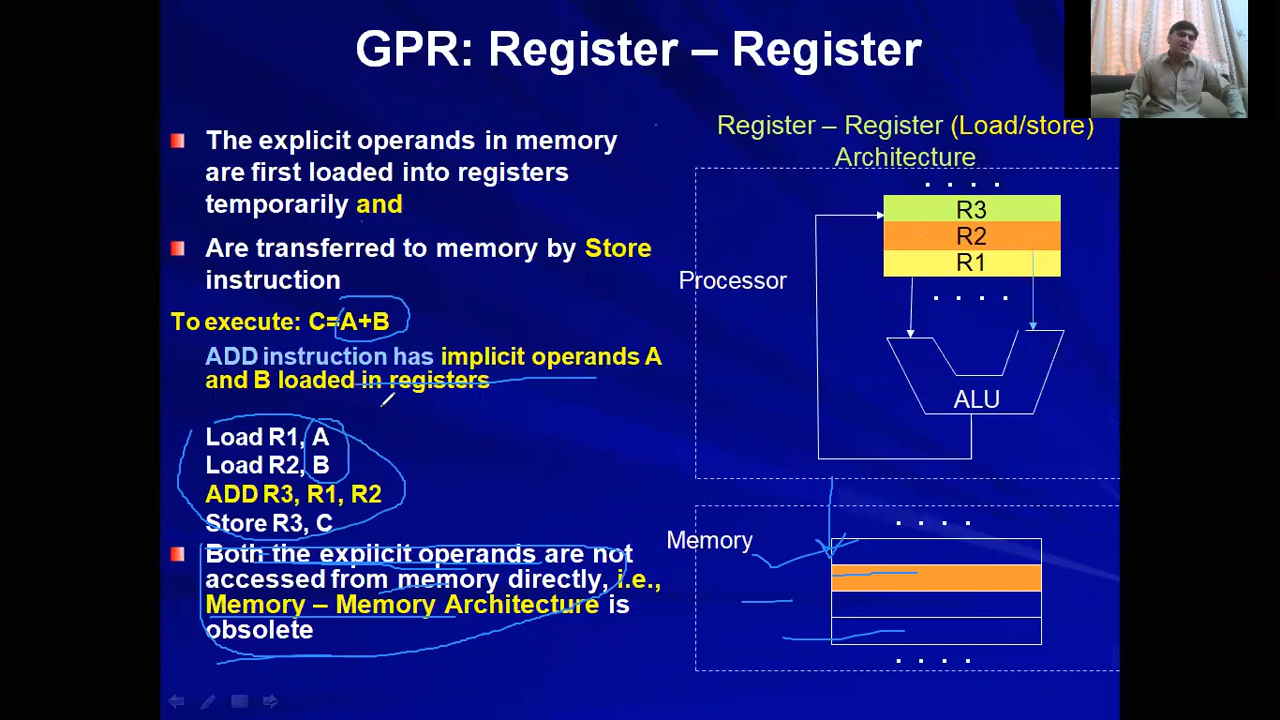 GPR: Register – Register
The explicit operands in memory
are first loaded into registers
temporarily and
Are transferred to memory by Store
instruction
To execute: C=A+B
ADD instruction has implicit operands A
and B loaded in registers
Load R1, A
Load R2, B
ADD R3, R1, R2
Store R3, C
Both the explicit operands are not
accessed from memory directly, i.e.,
Memory – Memory Architecture is
obsolete
Register – Register (Load/store)
Architecture
. . . .
R3
R2
R1
. . . .
Processor
ALU
Memory
. . . .
. . . .